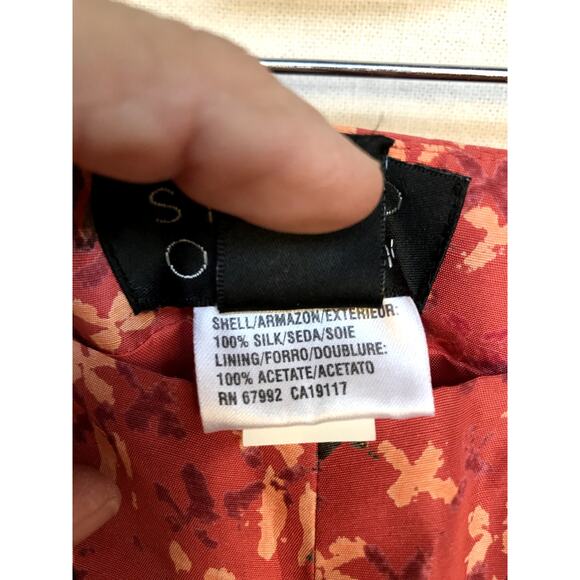 SHELL/ARMAZON/EXTERIEUR:
100% SILK/SEDA/SOIE
LINING/FORRO/DOUBLURE:
100% ACETATE/ACETATO
RN 67992 CA19117